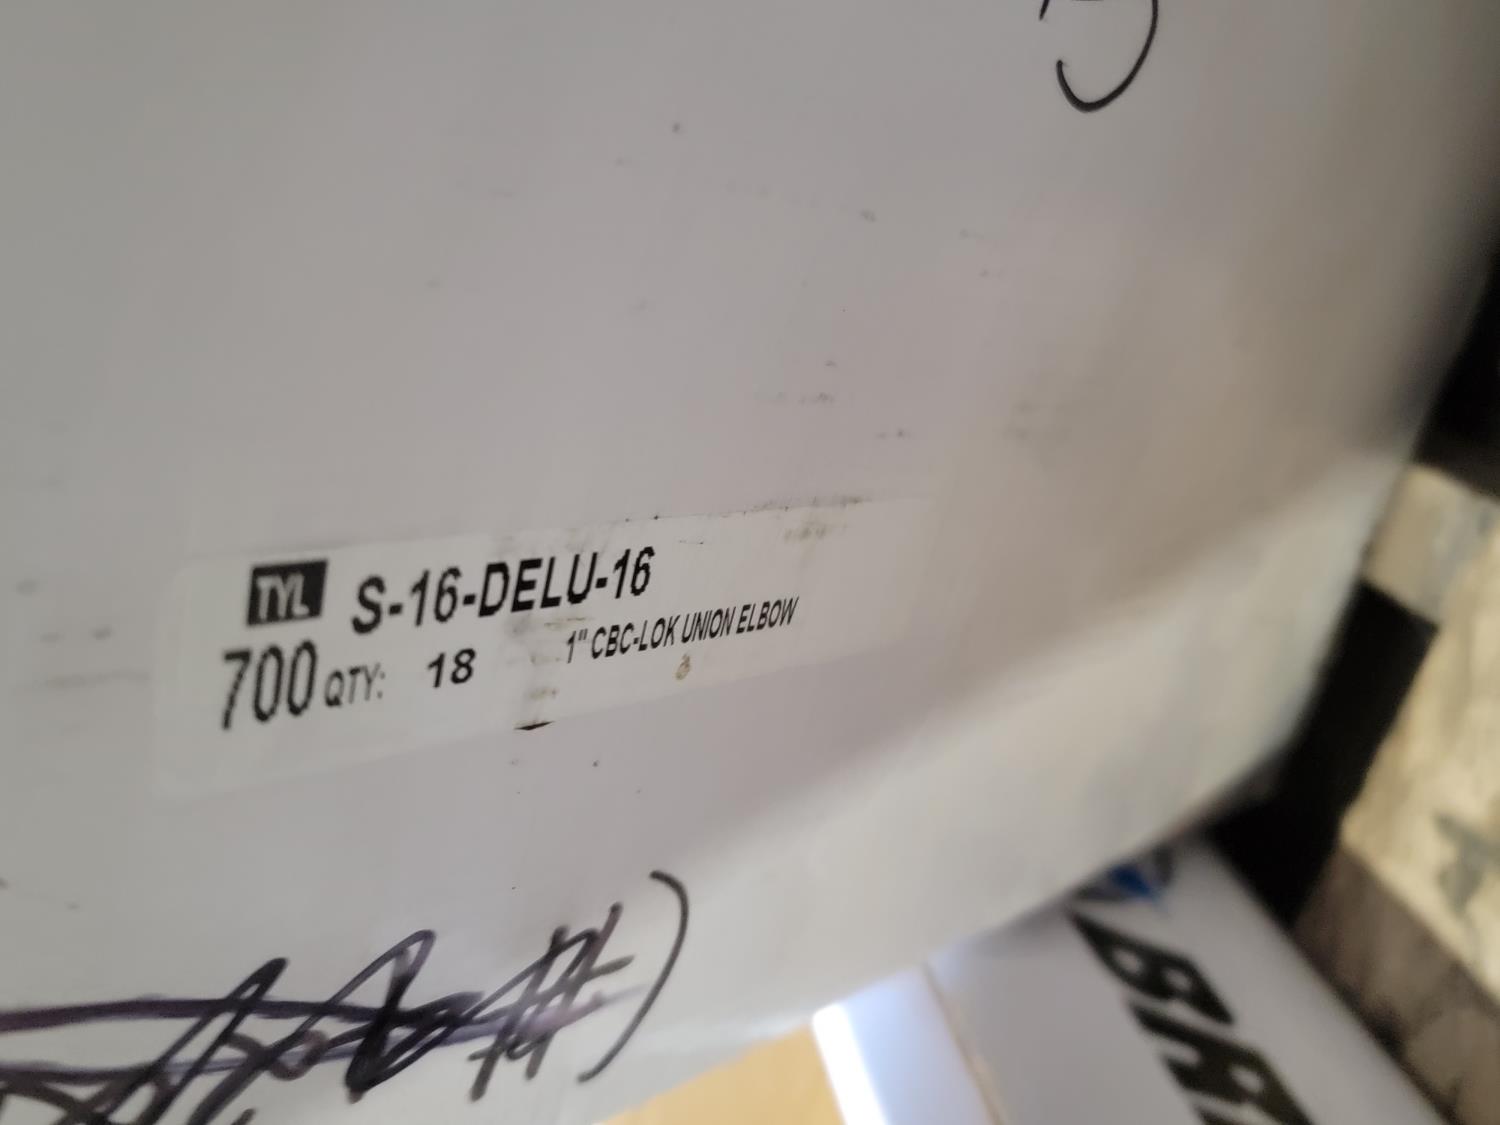 TYL S-16-DELU-16
700 QTY: 18 1" CBC-LOK UNION ELBOW